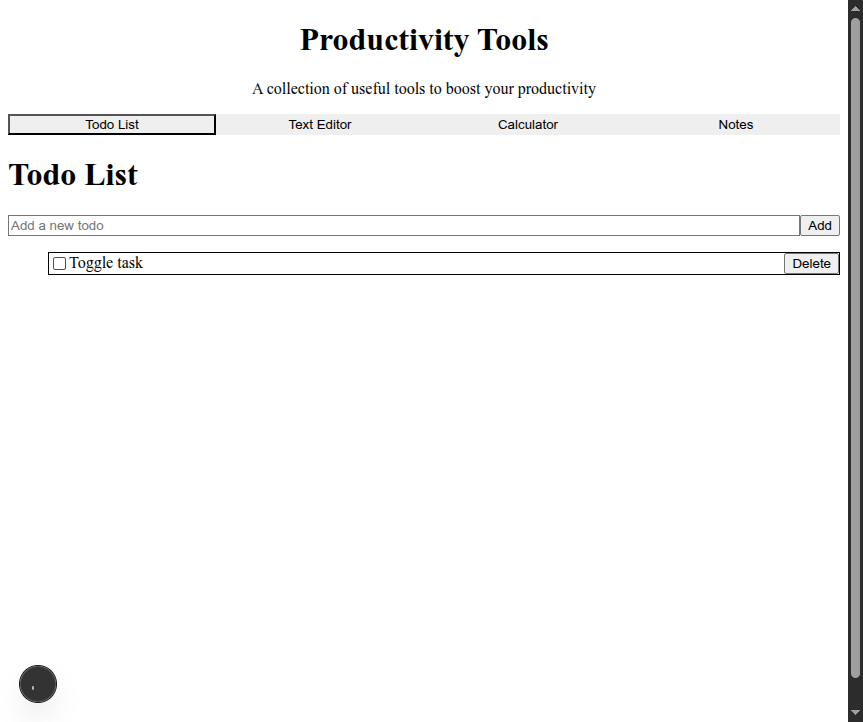 Productivity Tools
A collection of useful tools to boost your productivity
Todo List Text Editor Calculator Notes
Todo List
Add a new todo Add
Toggle task Delete